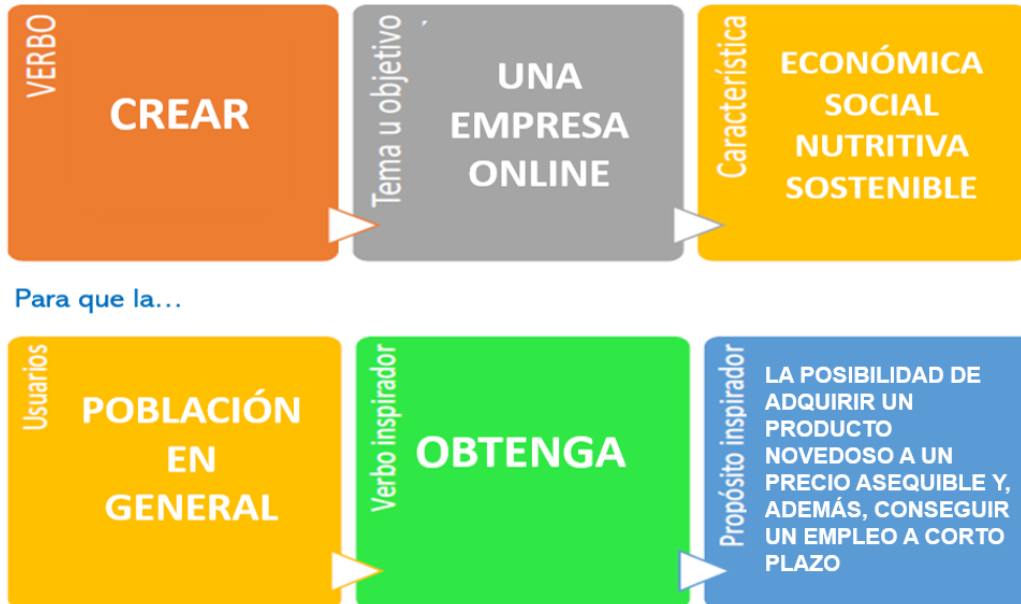 VERBO
CREAR
Tema u objetivo
UNA
EMPRESA
ONLINE
Característica
ECONÓMICA
SOCIAL
NUTRITIVA
SOSTENIBLE
Para que la...
Usuarios
POBLACIÓN
EN
GENERAL
Verbo inspirador
OBTENGA
Propósito inspirador
LA POSIBILIDAD DE
ADQUIRIR UN
PRODUCTO
NOVEDOSO A UN
PRECIO ASEQUIBLE Y,
ADEMÁS, CONSEGUIR
UN EMPLEO A CORTO
PLAZO